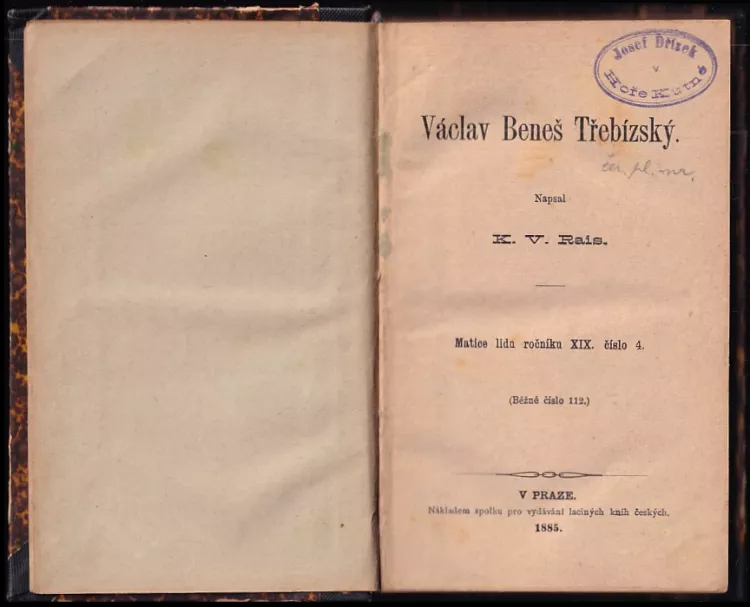 Josef Dřízek
v
Hoře Kutné
Václav Beneš Třebízský.
Napsal
K. V. Rais.
Matice lidu ročníku XIX. číslo 4.
(Běžné číslo 112.)
V PRAZE.
Nákladem spolku pro vydávání laciných knih českých.
1885.